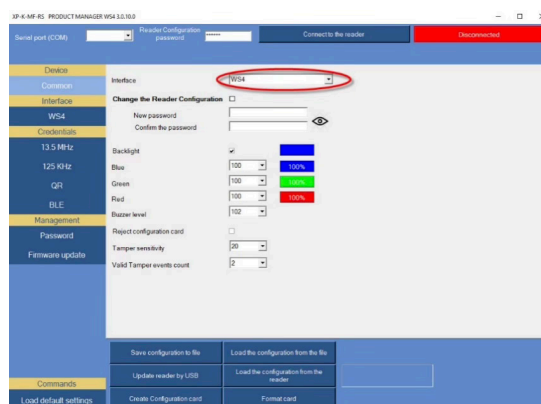 XP-K-MF-RS PRODUCT MANAGER WS4 3.0.10.0
Serial port (COM)
Reader Configuration password
******
Connect to the reader
Disconnected
Device
Common
Interface
WS4
Credentials
13.5 MHz
125 KHz
QR
BLE
Management
Password
Firmware update
Commands
Load default settings
Interface
WS4
Change the Reader Configuration
New password
Confirm the password
Backlight
Blue 100 100%
Green 100 100%
Red 100 100%
Buzzer level 102
Reject configuration card
Tamper sensitivity 20
Valid Tamper events count 2
Save configuration to file
Load the configuration from the file
Update reader by USB
Load the configuration from the reader
Create Configuration card
Format card